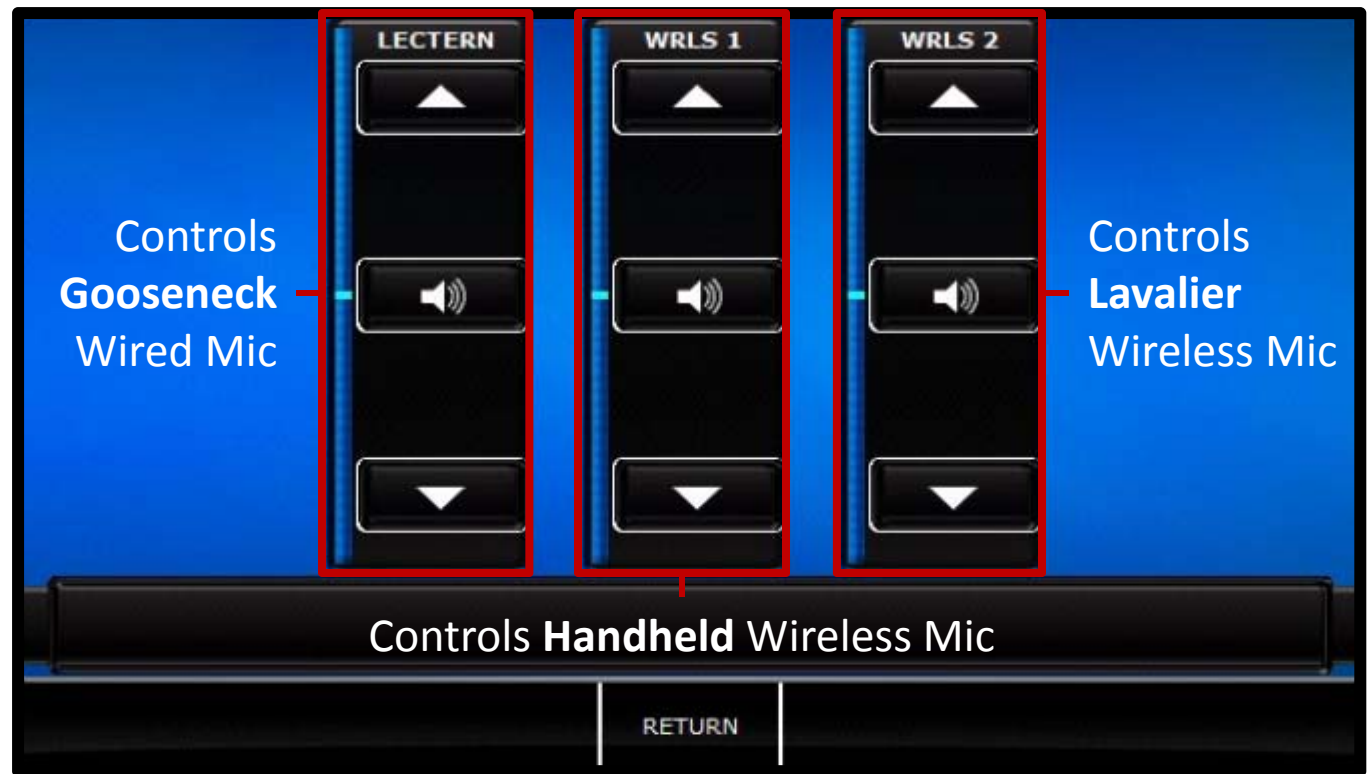 LECTERN
WRLS 1
WRLS 2
Controls
Gooseneck
Wired Mic
Controls
Lavalier
Wireless Mic
Controls Handheld Wireless Mic
RETURN